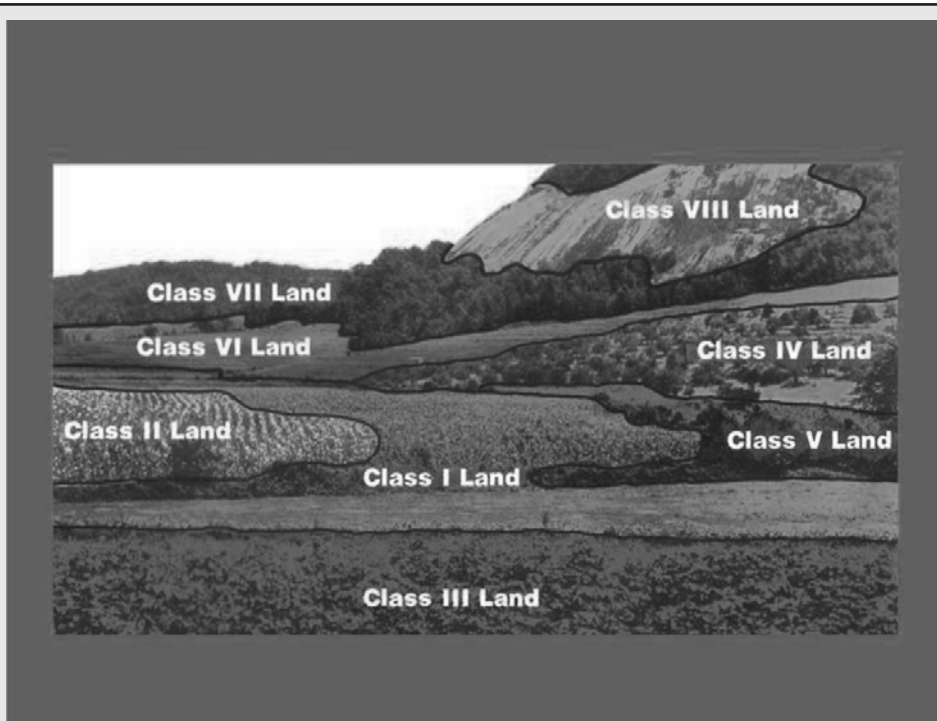 Class VIII Land
Class VII Land
Class VI Land
Class IV Land
Class II Land
Class V Land
Class I Land
Class III Land